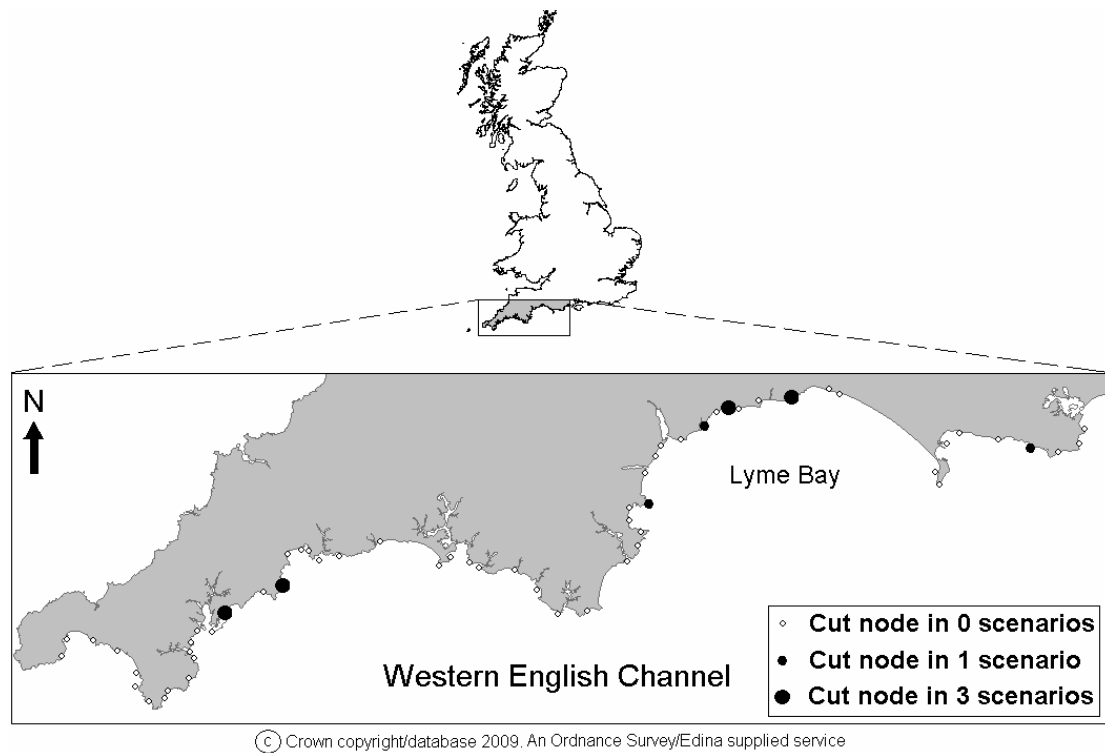 N
Lyme Bay
Western English Channel
Cut node in 0 scenarios
Cut node in 1 scenario
Cut node in 3 scenarios
© Crown copyright/database 2009. An Ordnance Survey/Edina supplied service